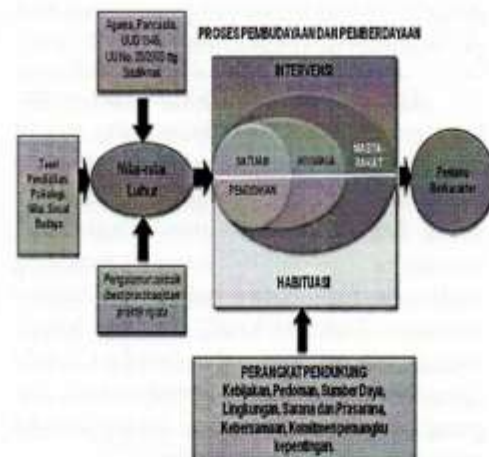 Agama, Pancasila,
UUD 1945,
UU No. 20/2003 ttg
Sisdiknas
PROSES PEMBUDAYAAN DAN PEMBERDAYAAN
INTERVENSI
Teori
Pendidikan,
Psikologi,
Nilai, Sosial
Budaya
Nilai-nilai
Luhur
SATUAN
PENDIDIKAN
KELUARGA
MASYA-
RAKAT
Berkarakter
HABITUASI
Pengalaman terbaik
(best practices) dan
praktik nyata
PERANGKAT PENDUKUNG
Kebijakan, Pedoman, Sumber Daya,
Lingkungan, Sarana dan Prasarana,
Kebersamaan, Komitmen pemangku
kepentingan.